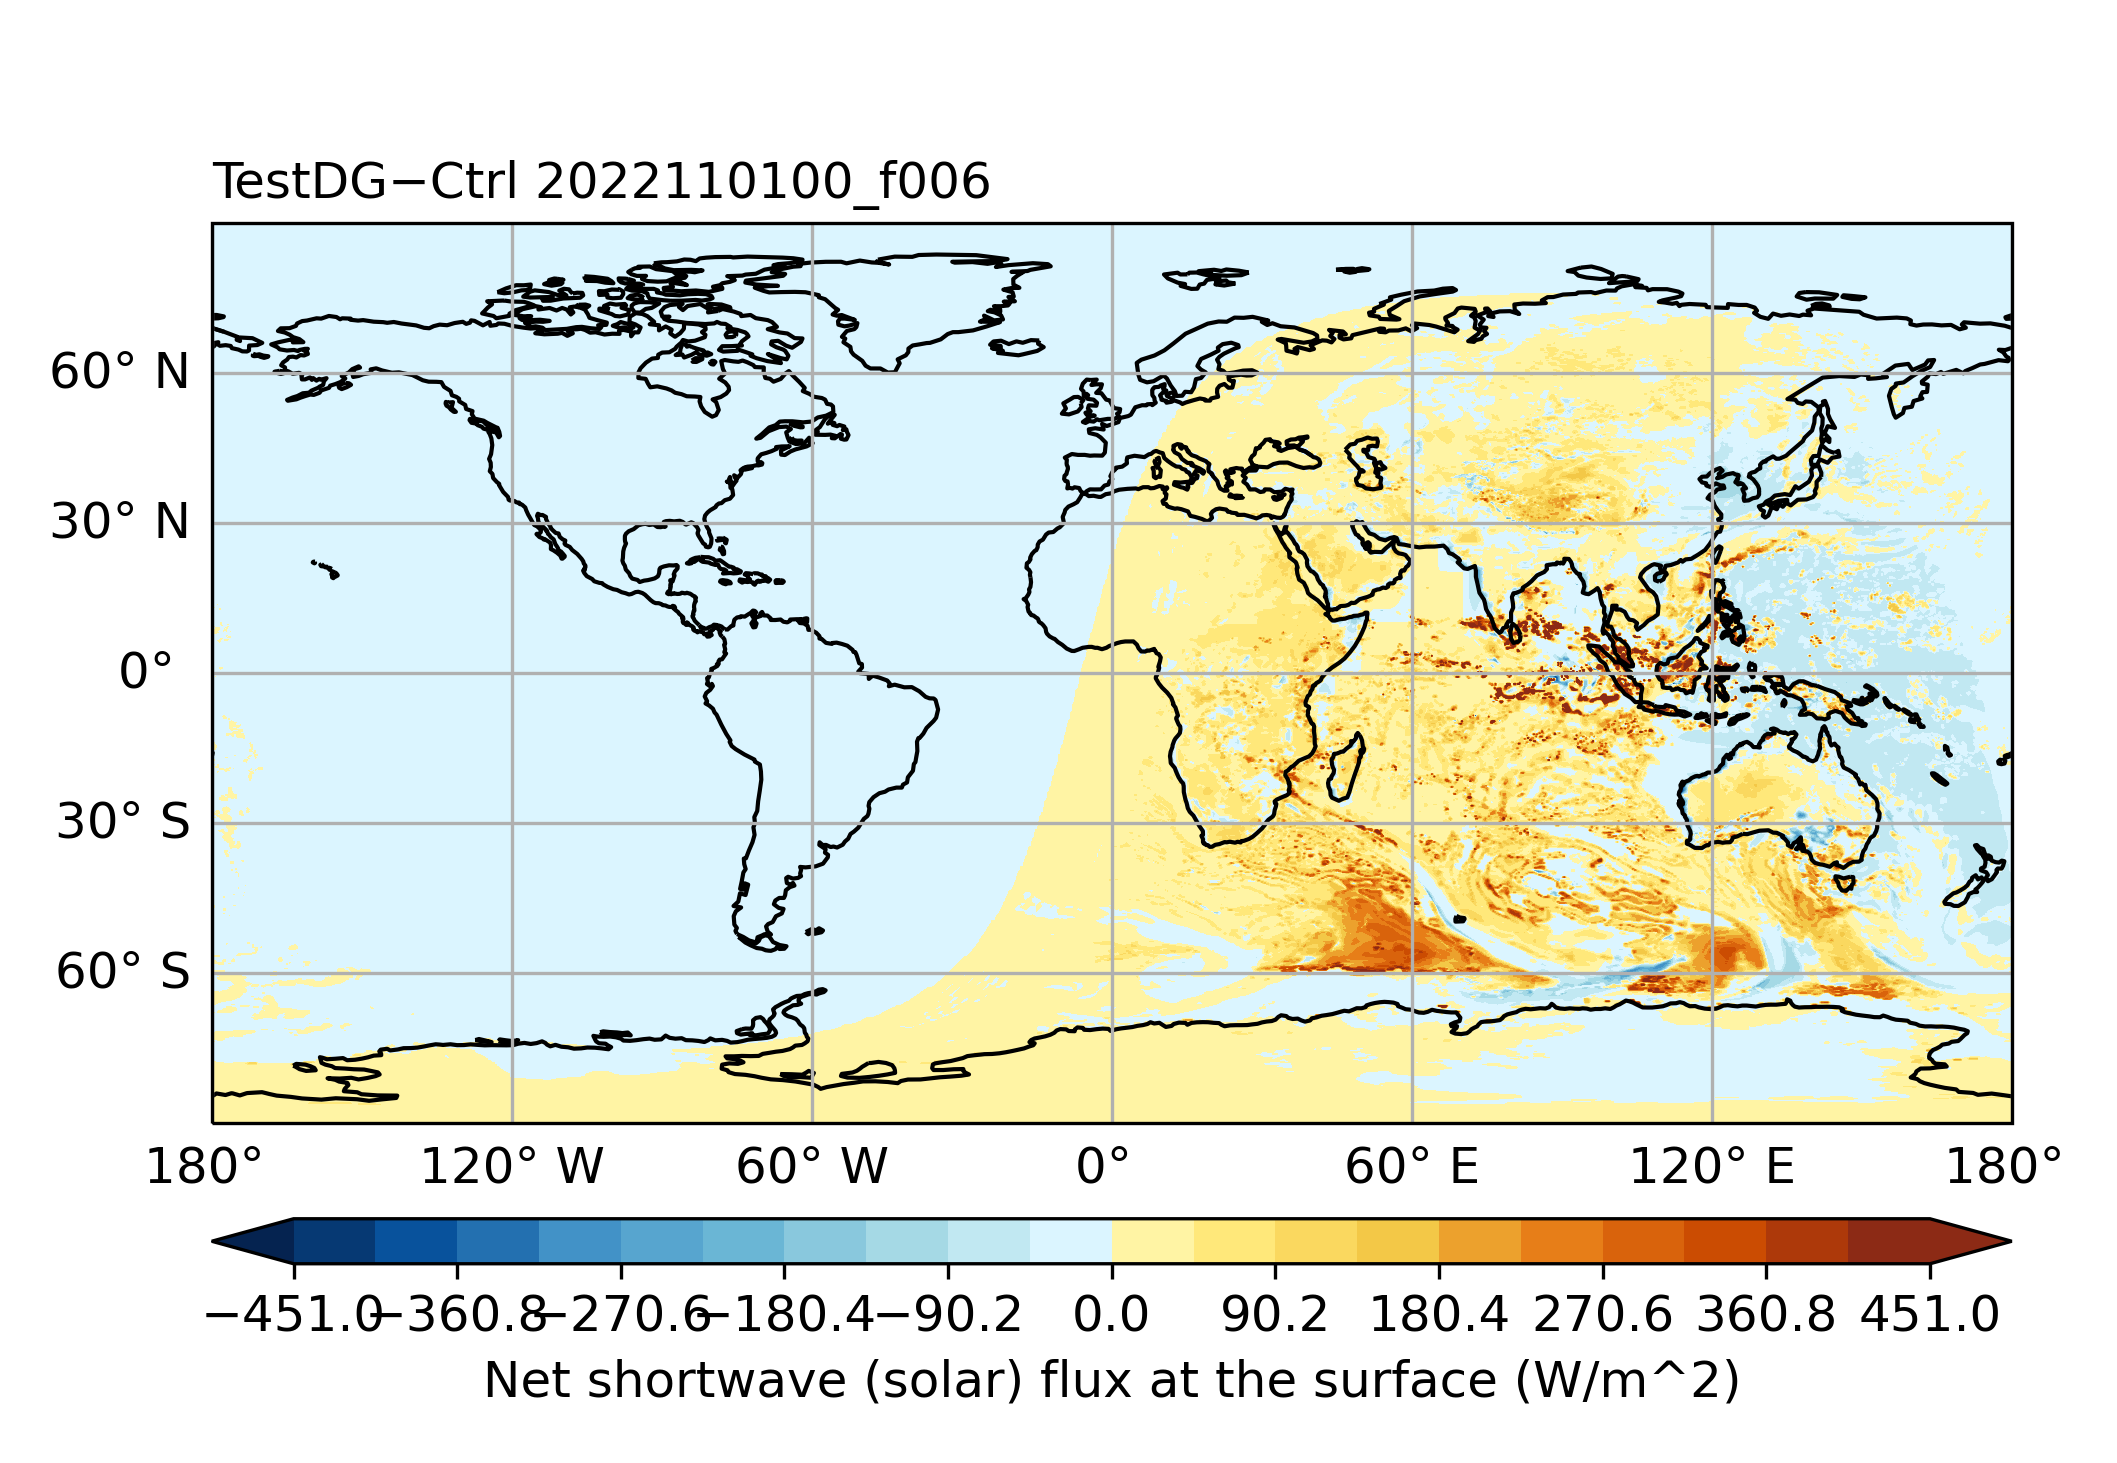 TestDG−Ctrl 2022110100_f006
60° N
30° N
0°
30° S
60° S
180° 120° W 60° W 0° 60° E 120° E 180°
−451.0 −360.8 −270.6 −180.4 −90.2 0.0 90.2 180.4 270.6 360.8 451.0
Net shortwave (solar) flux at the surface (W/m^2)